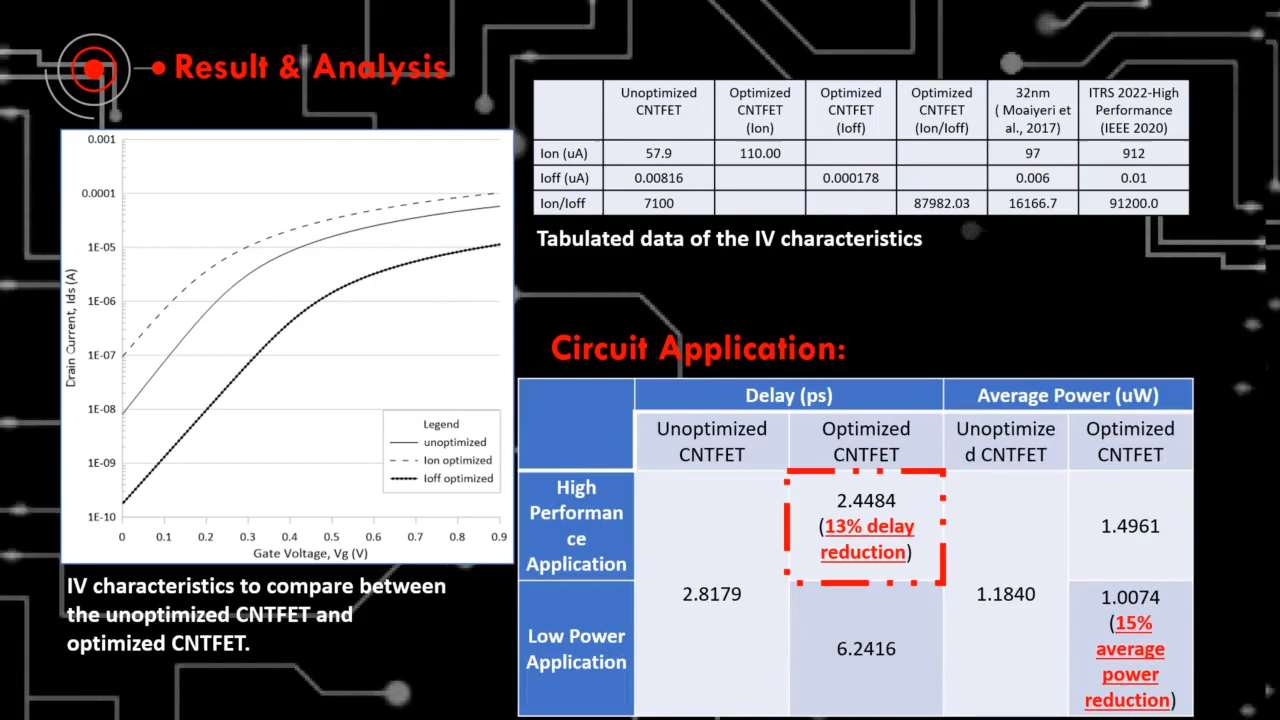 Result & Analysis
0.001
0.0001
1E-05
1E-06
1E-07
1E-08
1E-09
1E-10
Drain Current, Ids (A)
0 0.1 0.2 0.3 0.4 0.5 0.6 0.7 0.8 0.9
Gate Voltage, Vg (V)
Legend
unoptimized
Ion optimized
Ioff optimized
IV characteristics to compare between
the unoptimized CNTFET and
optimized CNTFET.
Unoptimized
CNTFET
Optimized
CNTFET
(Ion)
Optimized
CNTFET
(Ioff)
Optimized
CNTFET
(Ion/Ioff)
32nm
( Moaiyeri et
al., 2017)
ITRS 2022-High
Performance
(IEEE 2020)
Ion (uA) 57.9 110.00 97 912
Ioff (uA) 0.00816 0.000178 0.006 0.01
Ion/Ioff 7100 87982.03 16166.7 91200.0
Tabulated data of the IV characteristics
Circuit Application:
Delay (ps) Average Power (uW)
Unoptimized
CNTFET
Optimized
CNTFET
Unoptimize
d CNTFET
Optimized
CNTFET
High
Performan
ce
Application
2.8179
2.4484
(13% delay
reduction)
1.1840
1.4961
Low Power
Application
6.2416
1.0074
(15%
average
power
reduction)